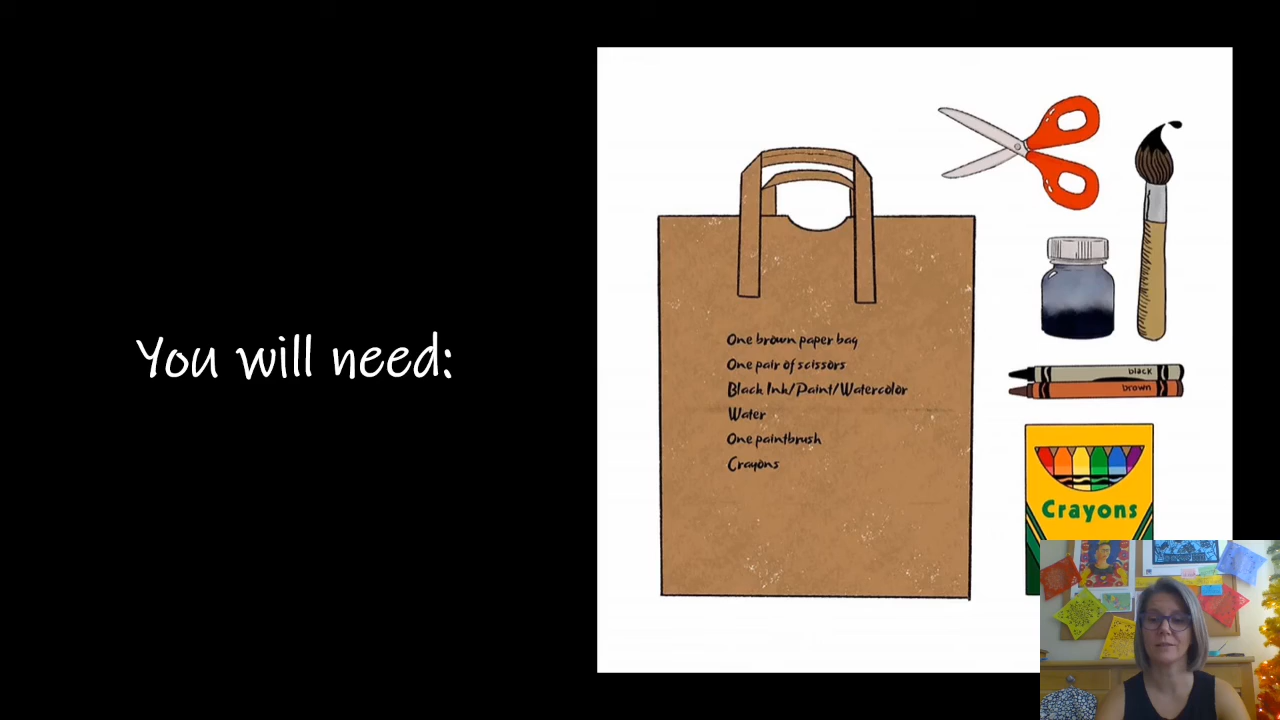 You will need:
One brown paper bag
One pair of scissors
Black Ink/Paint/Watercolor
Water
One paintbrush
Crayons
black
brown
Crayons